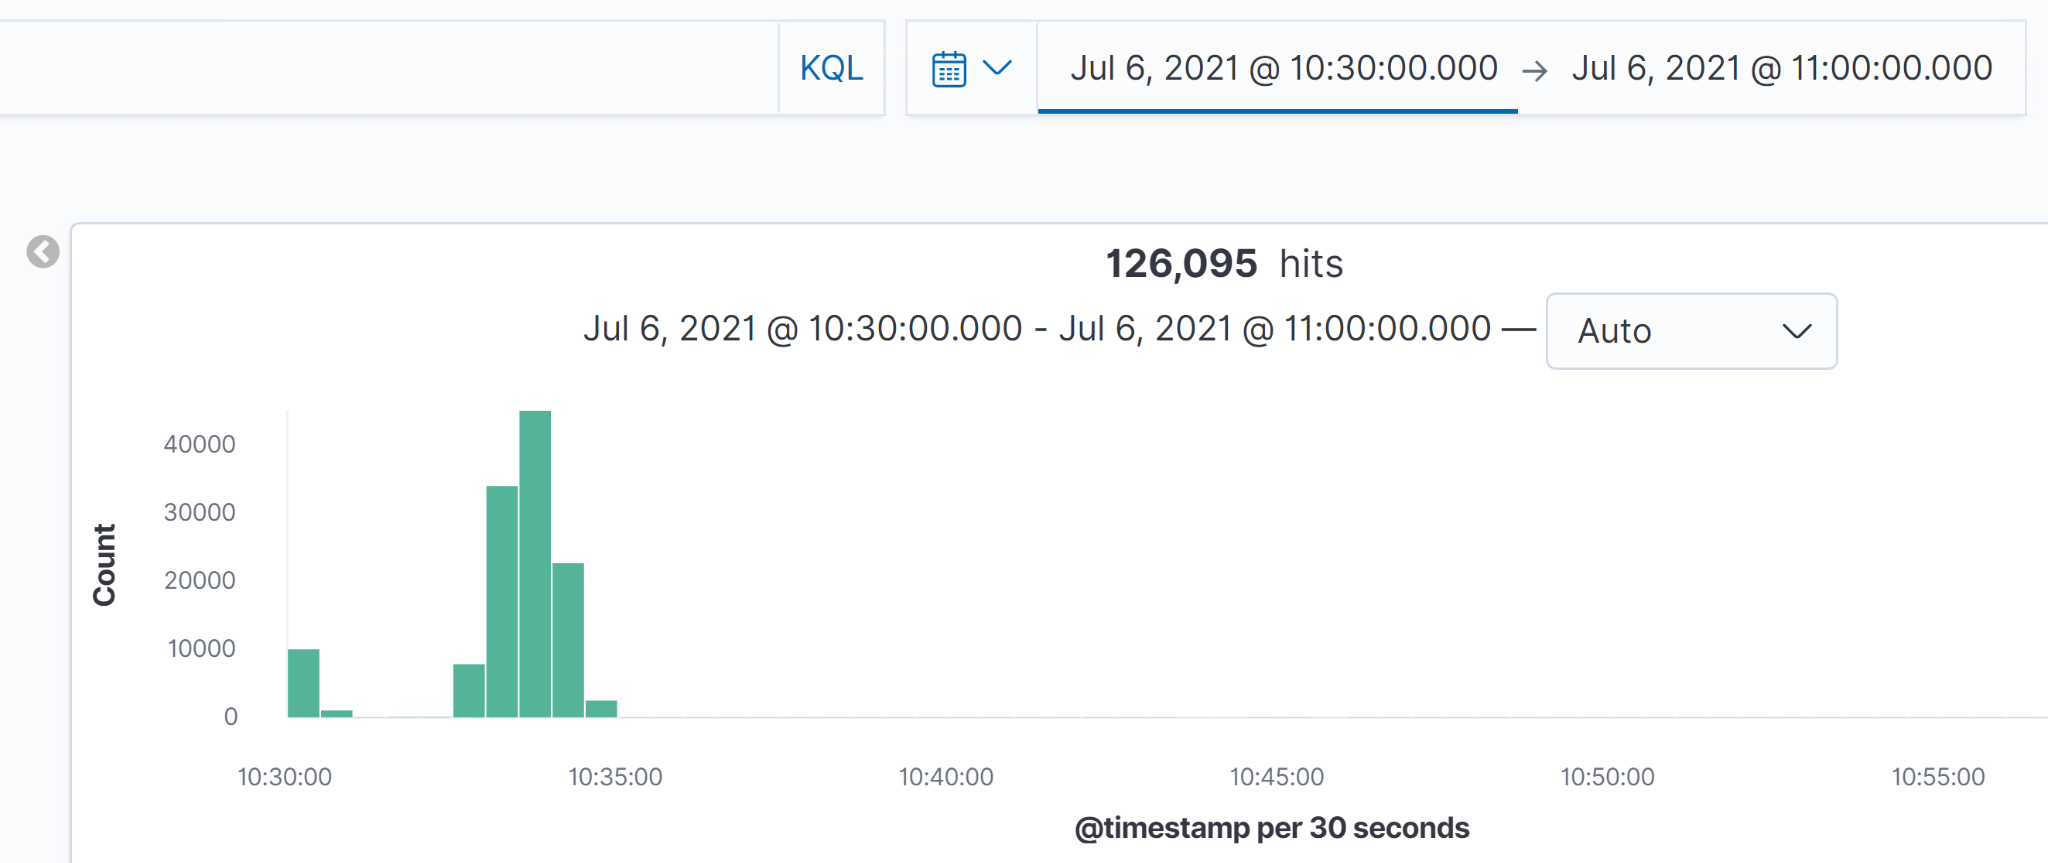 KQL
Jul 6, 2021 @ 10:30:00.000 → Jul 6, 2021 @ 11:00:00.000
126,095 hits
Jul 6, 2021 @ 10:30:00.000 - Jul 6, 2021 @ 11:00:00.000 — Auto
Count
40000
30000
20000
10000
0
10:30:00 10:35:00 10:40:00 10:45:00 10:50:00 10:55:00
@timestamp per 30 seconds